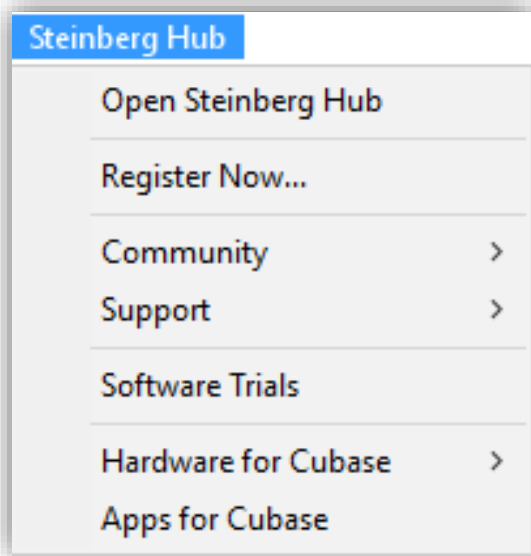 Steinberg Hub
Open Steinberg Hub
Register Now...
Community
Support
Software Trials
Hardware for Cubase
Apps for Cubase